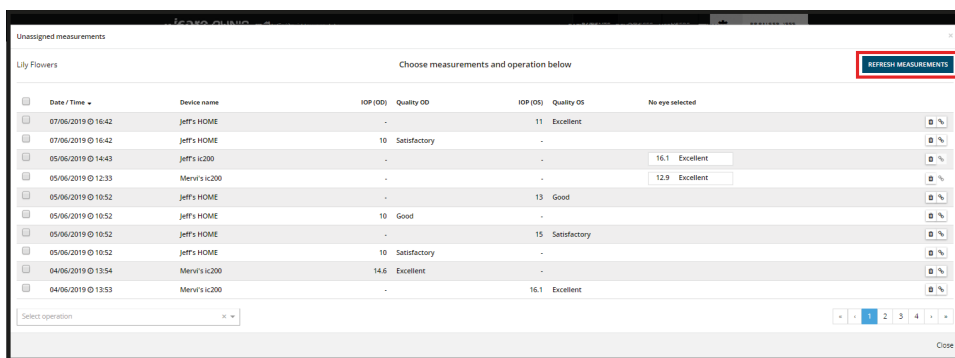 Unassigned measurements ×
Lily Flowers Choose measurements and operation below REFRESH MEASUREMENTS
Date / Time Device name IOP (OD) Quality OD IOP (OS) Quality OS No eye selected
07/06/2019 16:42 Jeff's HOME - 11 Excellent
07/06/2019 16:42 Jeff's HOME 10 Satisfactory -
05/06/2019 14:43 Jeff's ic200 - - 16.1 Excellent
05/06/2019 12:33 Mervi's ic200 - - 12.9 Excellent
05/06/2019 10:52 Jeff's HOME - 13 Good
05/06/2019 10:52 Jeff's HOME 10 Good -
05/06/2019 10:52 Jeff's HOME - 15 Satisfactory
05/06/2019 10:52 Jeff's HOME 10 Satisfactory -
04/06/2019 13:54 Mervi's ic200 14.6 Excellent -
04/06/2019 13:53 Mervi's ic200 - 16.1 Excellent
Select operation × « ‹ 1 2 3 4 › »
Close